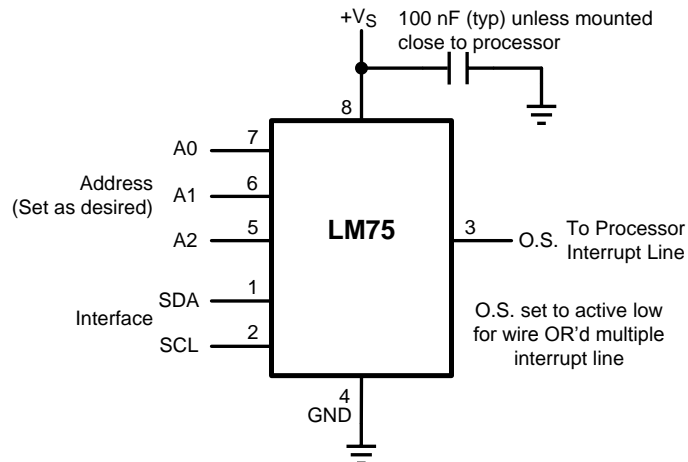 +VS
100 nF (typ) unless mounted
close to processor
8
A0
7
Address
(Set as desired)
A1
6
A2
5
LM75
3
O.S.
To Processor
Interrupt Line
SDA
1
Interface
SCL
2
O.S. set to active low
for wire OR’d multiple
interrupt line
4
GND